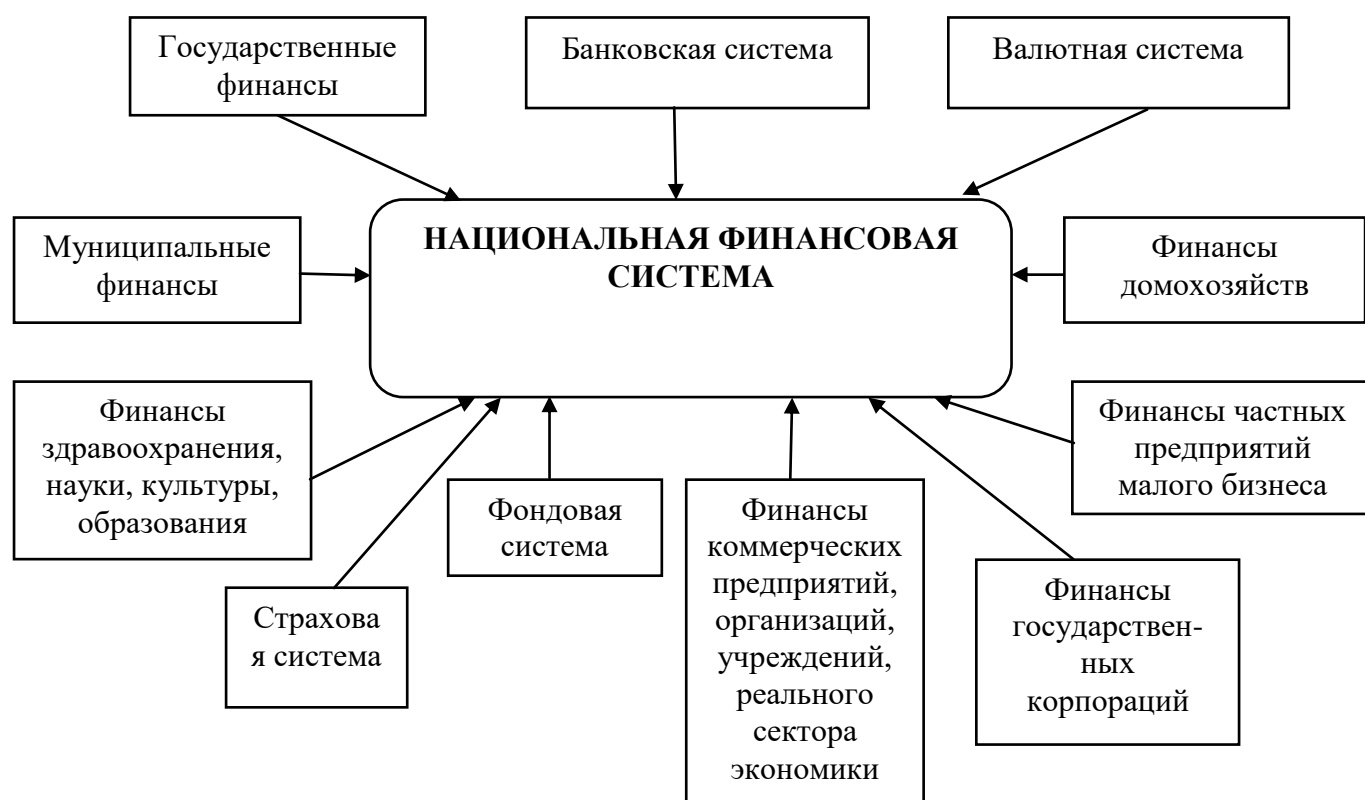 Государственные
финансы
Банковская система
Валютная система
Муниципальные
финансы
НАЦИОНАЛЬНАЯ ФИНАНСОВАЯ
СИСТЕМА
Финансы
домохозяйств
Финансы
здравоохранения,
науки, культуры,
образования
Страхова
я система
Фондовая
система
Финансы
коммерческих
предприятий,
организаций,
учреждений,
реального
сектора
экономики
Финансы
государствен-
ных
корпораций
Финансы частных
предприятий
малого бизнеса